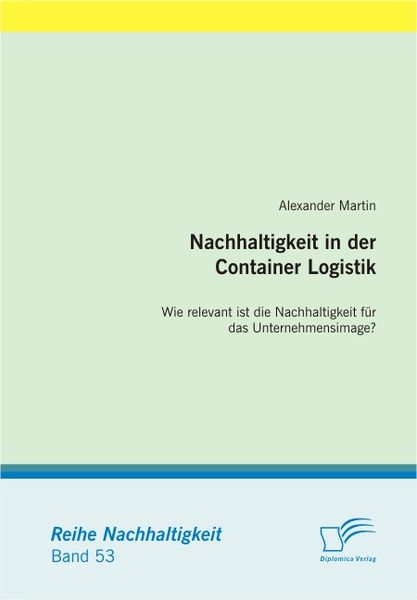 Alexander Martin
Nachhaltigkeit in der
Container Logistik
Wie relevant ist die Nachhaltigkeit für
das Unternehmensimage?
Reihe Nachhaltigkeit
Band 53
Diplomica Verlag